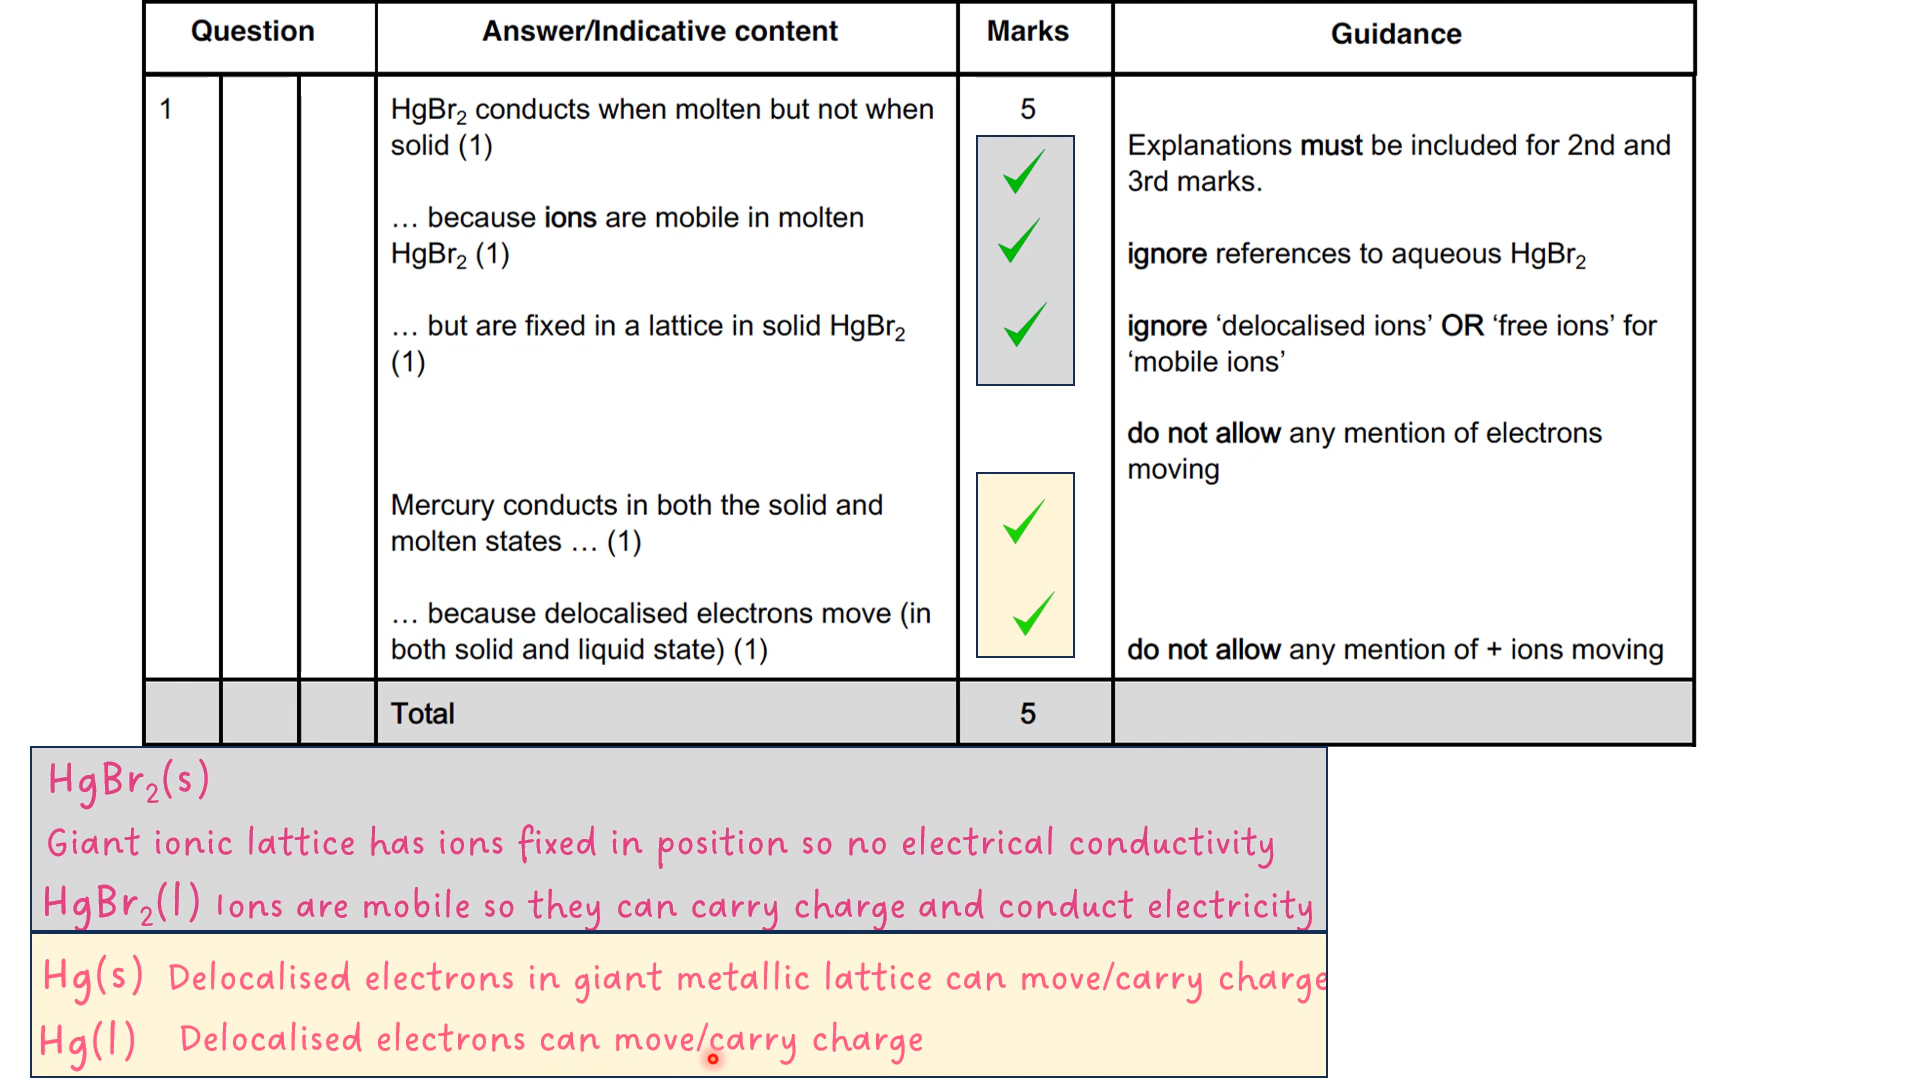 Question Answer/Indicative content Marks Guidance
1 HgBr₂ conducts when molten but not when 5
solid (1) Explanations must be included for 2nd and
3rd marks.
… because ions are mobile in molten
HgBr₂ (1) ignore references to aqueous HgBr₂
… but are fixed in a lattice in solid HgBr₂ ignore ‘delocalised ions’ OR ‘free ions’ for
(1) ‘mobile ions’
do not allow any mention of electrons
moving
Mercury conducts in both the solid and
molten states … (1)
… because delocalised electrons move (in
both solid and liquid state) (1) do not allow any mention of + ions moving
Total 5
HgBr₂(s)
Giant ionic lattice has ions fixed in position so no electrical conductivity
HgBr₂(l) Ions are mobile so they can carry charge and conduct electricity
Hg(s) Delocalised electrons in giant metallic lattice can move/carry charge
Hg(l) Delocalised electrons can move/carry charge